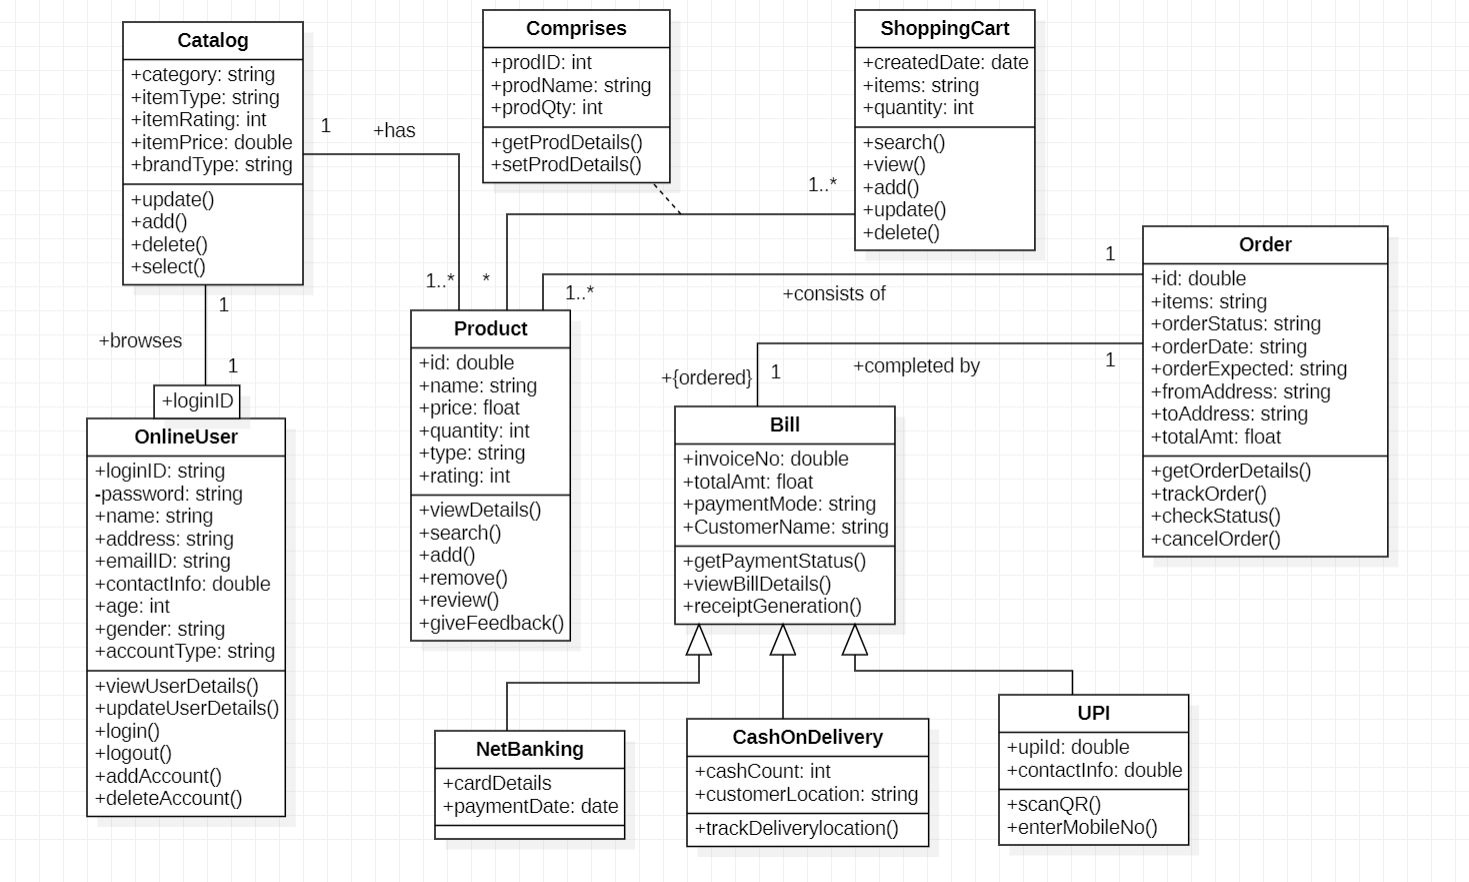 Catalog
+category: string
+itemType: string
+itemRating: int
+itemPrice: double
+brandType: string
+update()
+add()
+delete()
+select()
1
+has
1..*
Comprises
+prodID: int
+prodName: string
+prodQty: int
+getProdDetails()
+setProdDetails()
ShoppingCart
+createdDate: date
+items: string
+quantity: int
+search()
+view()
+add()
+update()
+delete()
1..*
*
1
+browses
1
+loginID
OnlineUser
+loginID: string
-password: string
+name: string
+address: string
+emailID: string
+contactInfo: double
+age: int
+gender: string
+accountType: string
+viewUserDetails()
+updateUserDetails()
+login()
+logout()
+addAccount()
+deleteAccount()
Product
+id: double
+name: string
+price: float
+quantity: int
+type: string
+rating: int
+viewDetails()
+search()
+add()
+remove()
+review()
+giveFeedback()
1..*
+consists of
1
Order
+id: double
+items: string
+orderStatus: string
+orderDate: string
+orderExpected: string
+fromAddress: string
+toAddress: string
+totalAmt: float
+getOrderDetails()
+trackOrder()
+checkStatus()
+cancelOrder()
+{ordered}
1
+completed by
1
Bill
+invoiceNo: double
+totalAmt: float
+paymentMode: string
+CustomerName: string
+getPaymentStatus()
+viewBillDetails()
+receiptGeneration()
NetBanking
+cardDetails
+paymentDate: date
CashOnDelivery
+cashCount: int
+customerLocation: string
+trackDeliverylocation()
UPI
+upiId: double
+contactInfo: double
+scanQR()
+enterMobileNo()